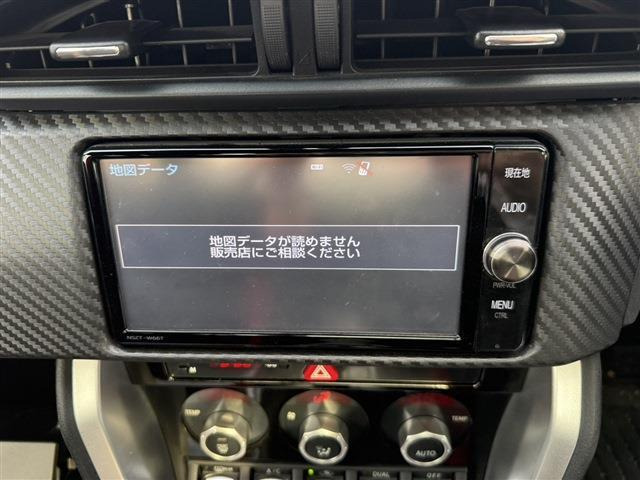 地図データ
現在地
AUDIO
地図データが読めません
販売店にご相談ください
PWR·VOL
MENU
CTRL
NSZT-W66T
TEMP
TEMP
AUTO
A/C
DUAL
OFF